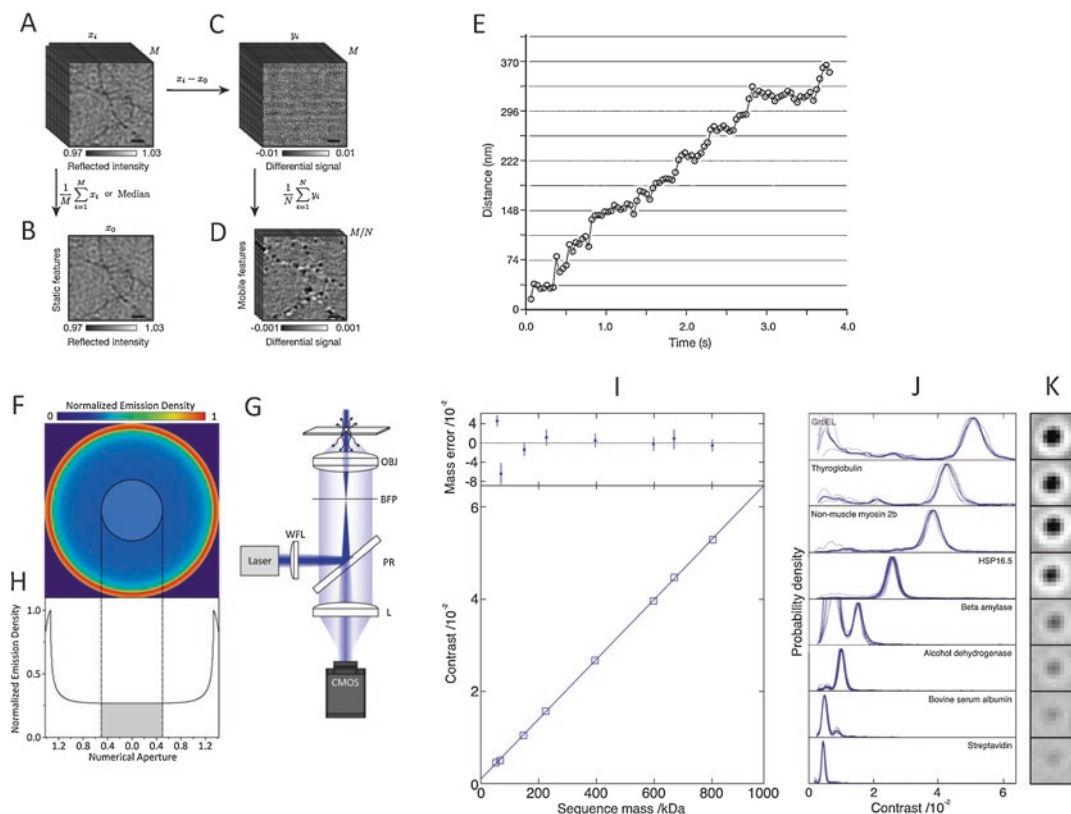 A
x_i
M
0.97 1.03
Reflected intensity
x_i − x_0
C
y_i
M
-0.01 0.01
Differential signal
1/M ∑_{i=1}^{M} x_i or Median
1/N ∑_{i=1}^{N} y_i
B
x_0
Static features
0.97 1.03
Reflected intensity
D
M/N
Mobile features
-0.001 0.001
Differential signal
E
Distance (nm)
370
296
222
148
74
0
0.0 1.0 2.0 3.0 4.0
Time (s)
F
Normalized Emission Density
0 1
G
OBJ
BFP
WFL
Laser
PR
L
CMOS
H
Normalized Emission Density
1.0
0.5
0.0
1.2 0.8 0.4 0.0 0.4 0.8 1.2
Numerical Aperture
I
Mass error /10⁻²
4
0
-4
-8
Contrast /10⁻²
6
4
2
0
0 200 400 600 800 1000
Sequence mass /kDa
J
Probability density
GroEL
Thyroglobulin
Non-muscle myosin 2b
HSP16.5
Beta amylase
Alcohol dehydrogenase
Bovine serum albumin
Streptavidin
0 2 4 6
Contrast /10⁻²
K